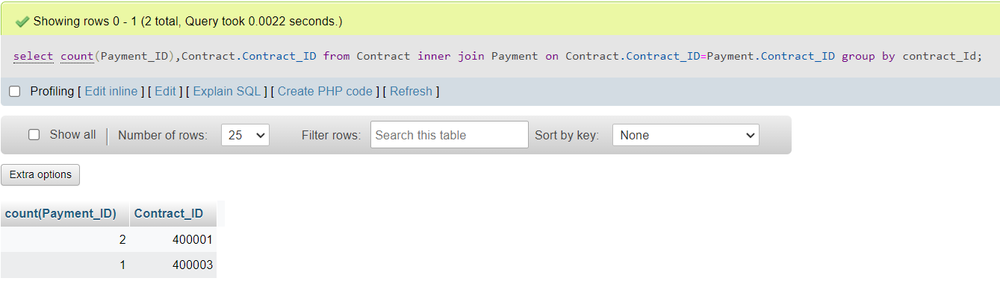 Showing rows 0 - 1 (2 total, Query took 0.0022 seconds.)
select count(Payment_ID),Contract.Contract_ID from Contract inner join Payment on Contract.Contract_ID=Payment.Contract_ID group by contract_Id;
Profiling [ Edit inline ] [ Edit ] [ Explain SQL ] [ Create PHP code ] [ Refresh ]
Show all Number of rows: 25 Filter rows: Search this table Sort by key: None
Extra options
count(Payment_ID) Contract_ID
2 400001
1 400003